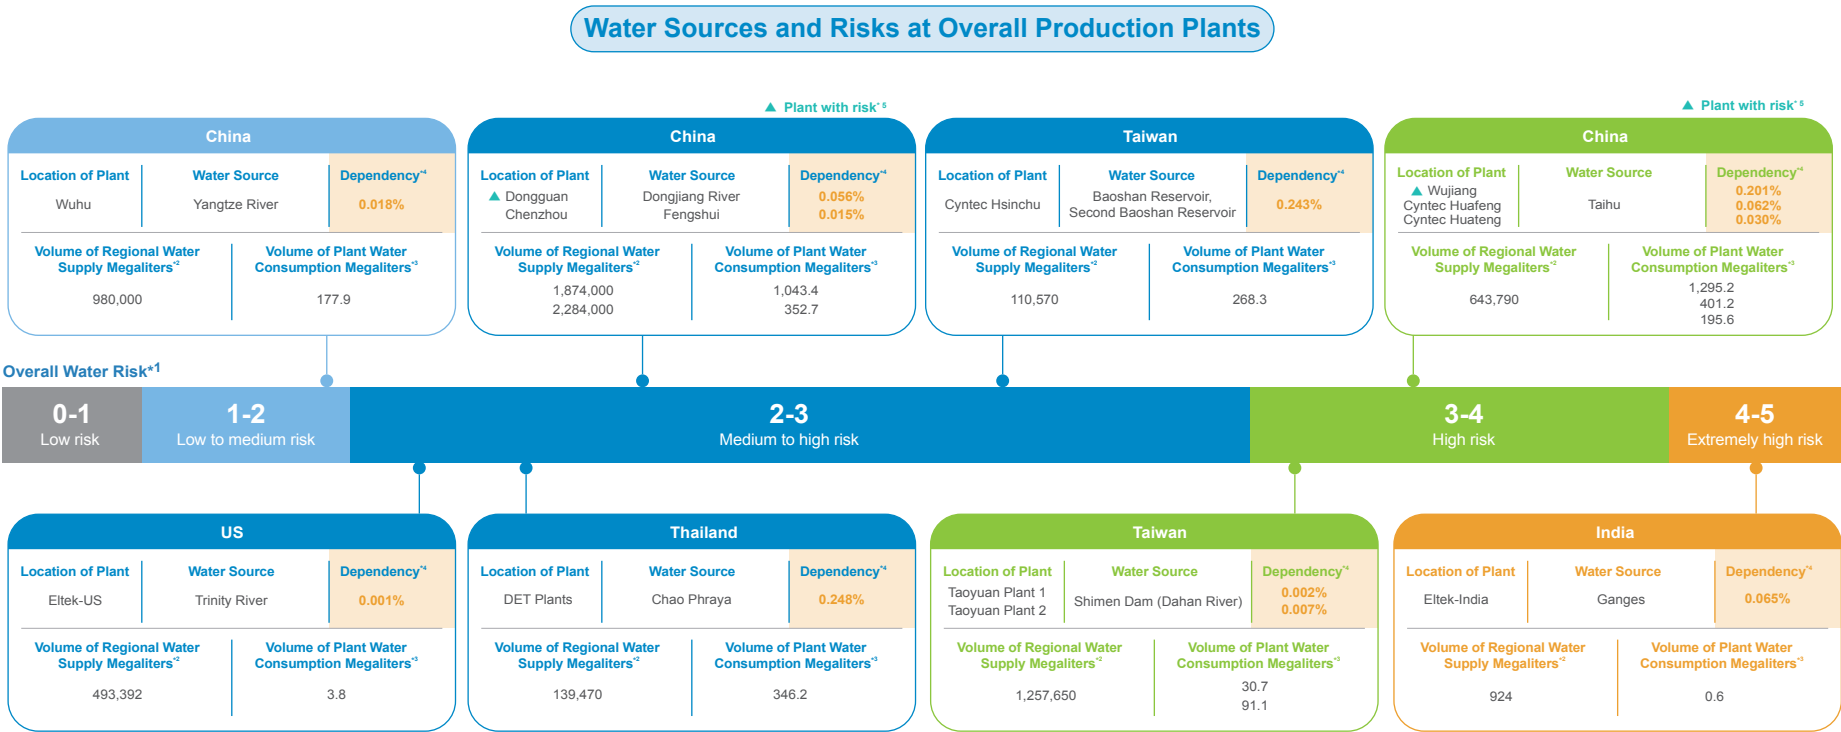 Water Sources and Risks at Overall Production Plants
China
Location of Plant
Water Source
Dependency*4
Wuhu
Yangtze River
0.018%
Volume of Regional Water
Supply Megaliters*2
Volume of Plant Water
Consumption Megaliters*3
980,000
177.9
▲ Plant with risk*5
China
Location of Plant
Water Source
Dependency*4
▲ Dongguan
Chenzhou
Dongjiang River
Fengshui
0.056%
0.015%
Volume of Regional Water
Supply Megaliters*2
Volume of Plant Water
Consumption Megaliters*3
1,874,000
2,284,000
1,043.4
352.7
Taiwan
Location of Plant
Water Source
Dependency*4
Cyntec Hsinchu
Baoshan Reservoir,
Second Baoshan Reservoir
0.243%
Volume of Regional Water
Supply Megaliters*2
Volume of Plant Water
Consumption Megaliters*3
110,570
268.3
▲ Plant with risk*5
China
Location of Plant
Water Source
Dependency*4
▲ Wujiang
Cyntec Huafeng
Cyntec Huateng
Taihu
0.201%
0.062%
0.030%
Volume of Regional Water
Supply Megaliters*2
Volume of Plant Water
Consumption Megaliters*3
643,790
1,295.2
401.2
195.6
Overall Water Risk*1
0-1
Low risk
1-2
Low to medium risk
2-3
Medium to high risk
3-4
High risk
4-5
Extremely high risk
US
Location of Plant
Water Source
Dependency*4
Eltek-US
Trinity River
0.001%
Volume of Regional Water
Supply Megaliters*2
Volume of Plant Water
Consumption Megaliters*3
493,392
3.8
Thailand
Location of Plant
Water Source
Dependency*4
DET Plants
Chao Phraya
0.248%
Volume of Regional Water
Supply Megaliters*2
Volume of Plant Water
Consumption Megaliters*3
139,470
346.2
Taiwan
Location of Plant
Water Source
Dependency*4
Taoyuan Plant 1
Taoyuan Plant 2
Shimen Dam (Dahan River)
0.002%
0.007%
Volume of Regional Water
Supply Megaliters*2
Volume of Plant Water
Consumption Megaliters*3
1,257,650
30.7
91.1
India
Location of Plant
Water Source
Dependency*4
Eltek-India
Ganges
0.065%
Volume of Regional Water
Supply Megaliters*2
Volume of Plant Water
Consumption Megaliters*3
924
0.6